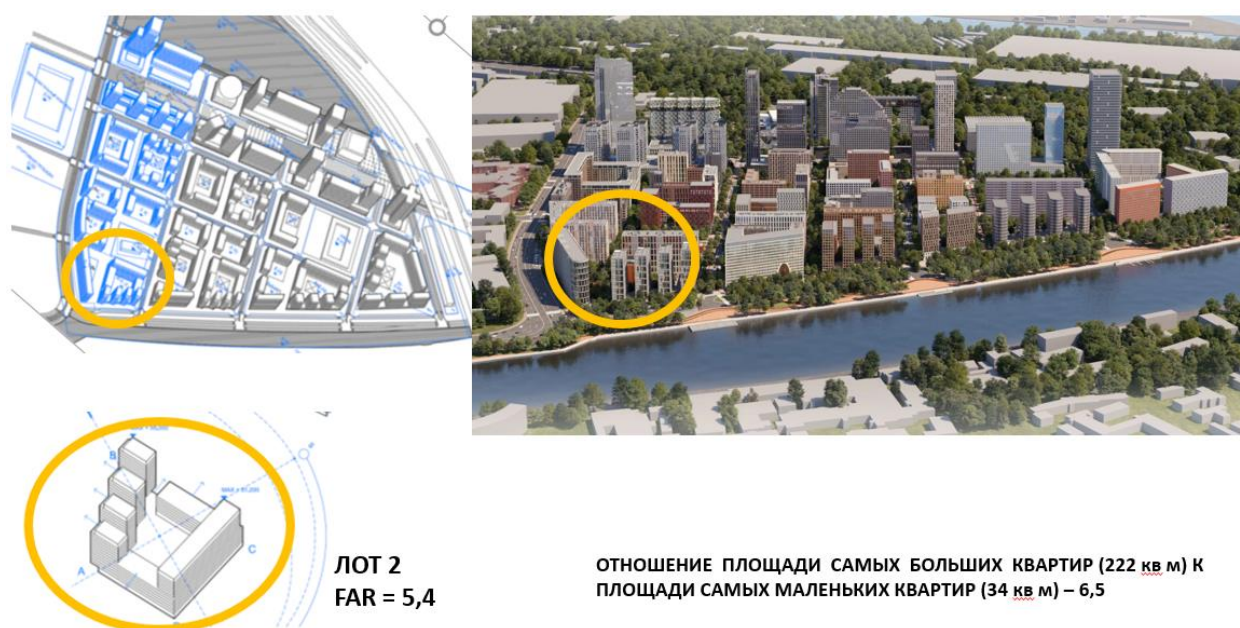 B
A
C
ЛОТ 2
FAR = 5,4
ОТНОШЕНИЕ ПЛОЩАДИ САМЫХ БОЛЬШИХ КВАРТИР (222 кв м) К
ПЛОЩАДИ САМЫХ МАЛЕНЬКИХ КВАРТИР (34 кв м) – 6,5